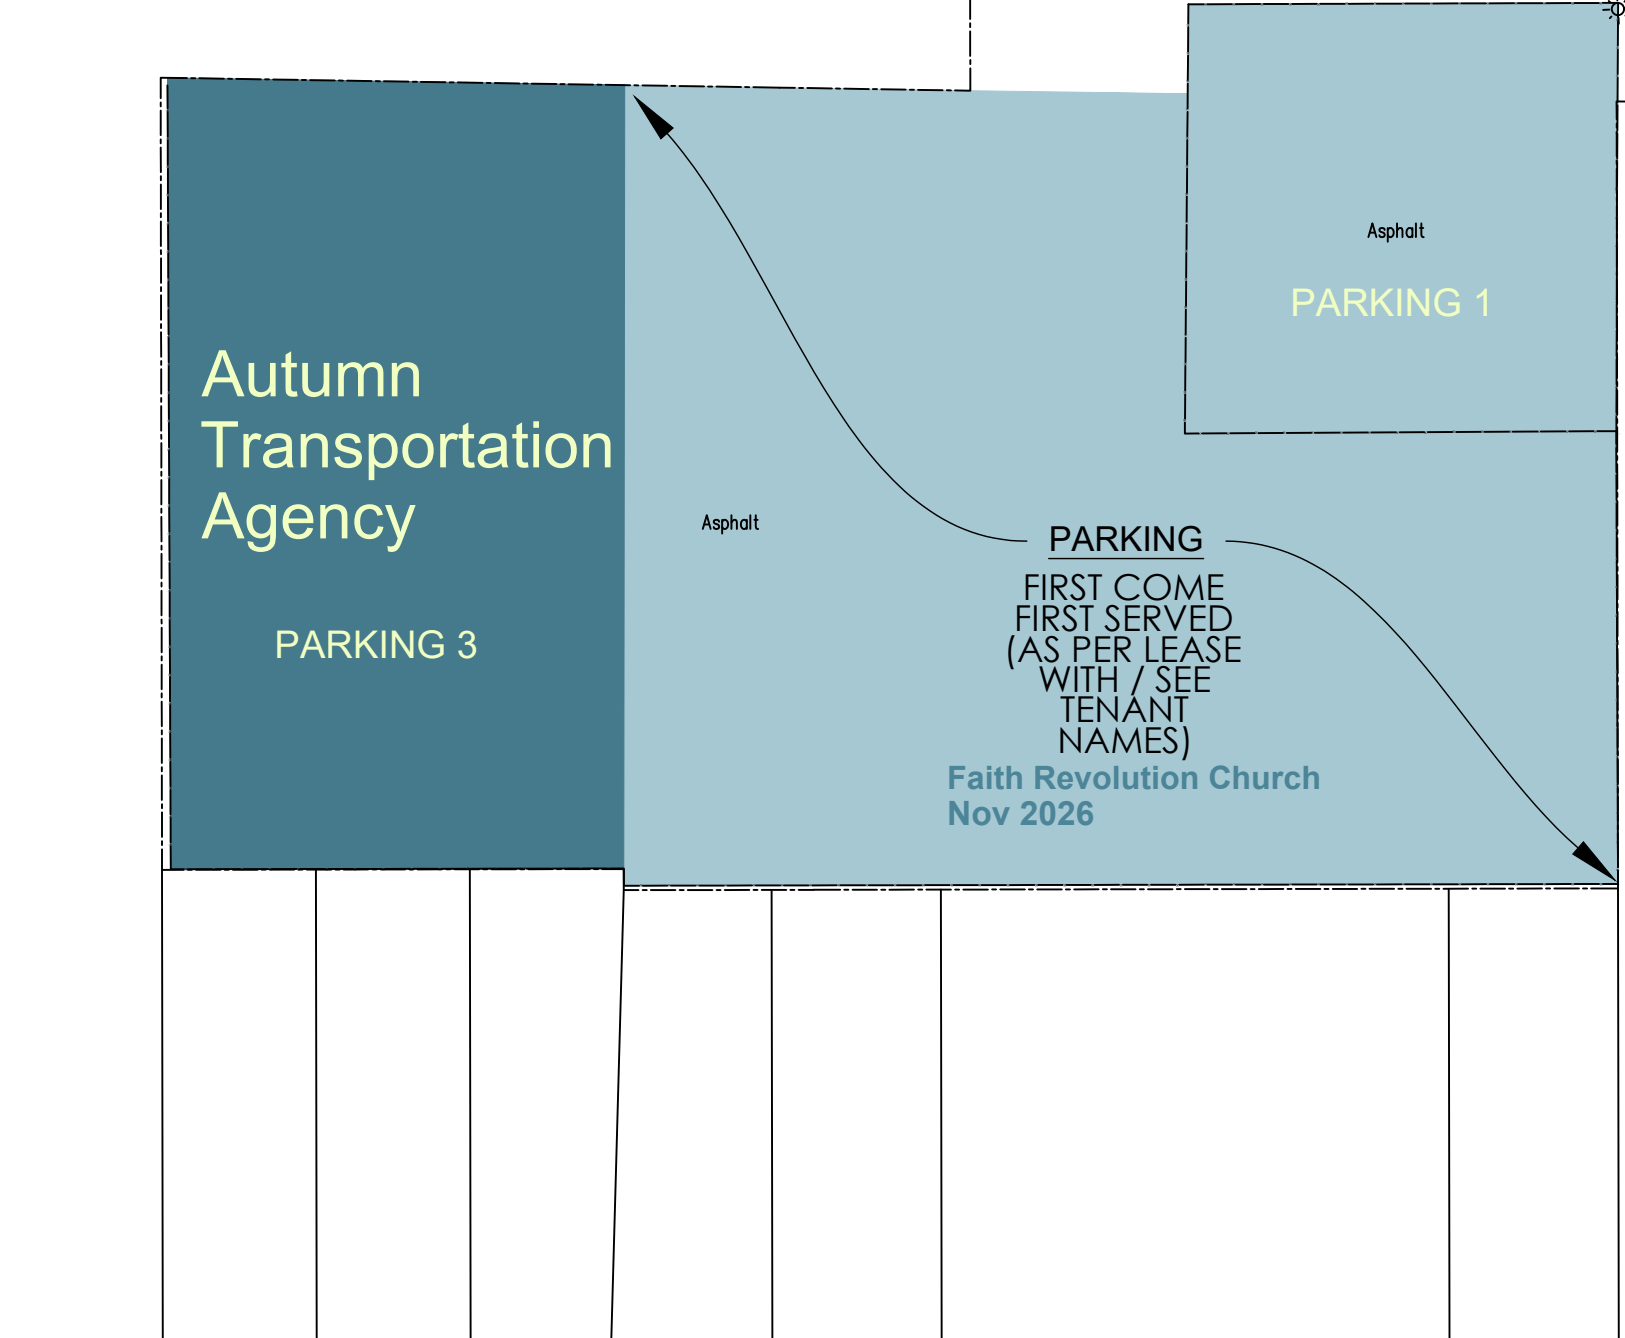 Asphalt
PARKING 1
Autumn
Transportation
Agency
PARKING 3
Asphalt
PARKING
FIRST COME
FIRST SERVED
(AS PER LEASE
WITH / SEE
TENANT
NAMES)
Faith Revolution Church
Nov 2026